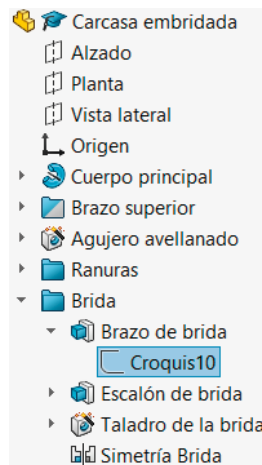 Carcasa embridada
Alzado
Planta
Vista lateral
Origen
Cuerpo principal
Brazo superior
Agujero avellanado
Ranuras
Brida
Brazo de brida
Croquis10
Escalón de brida
Taladro de la brida
Simetría Brida